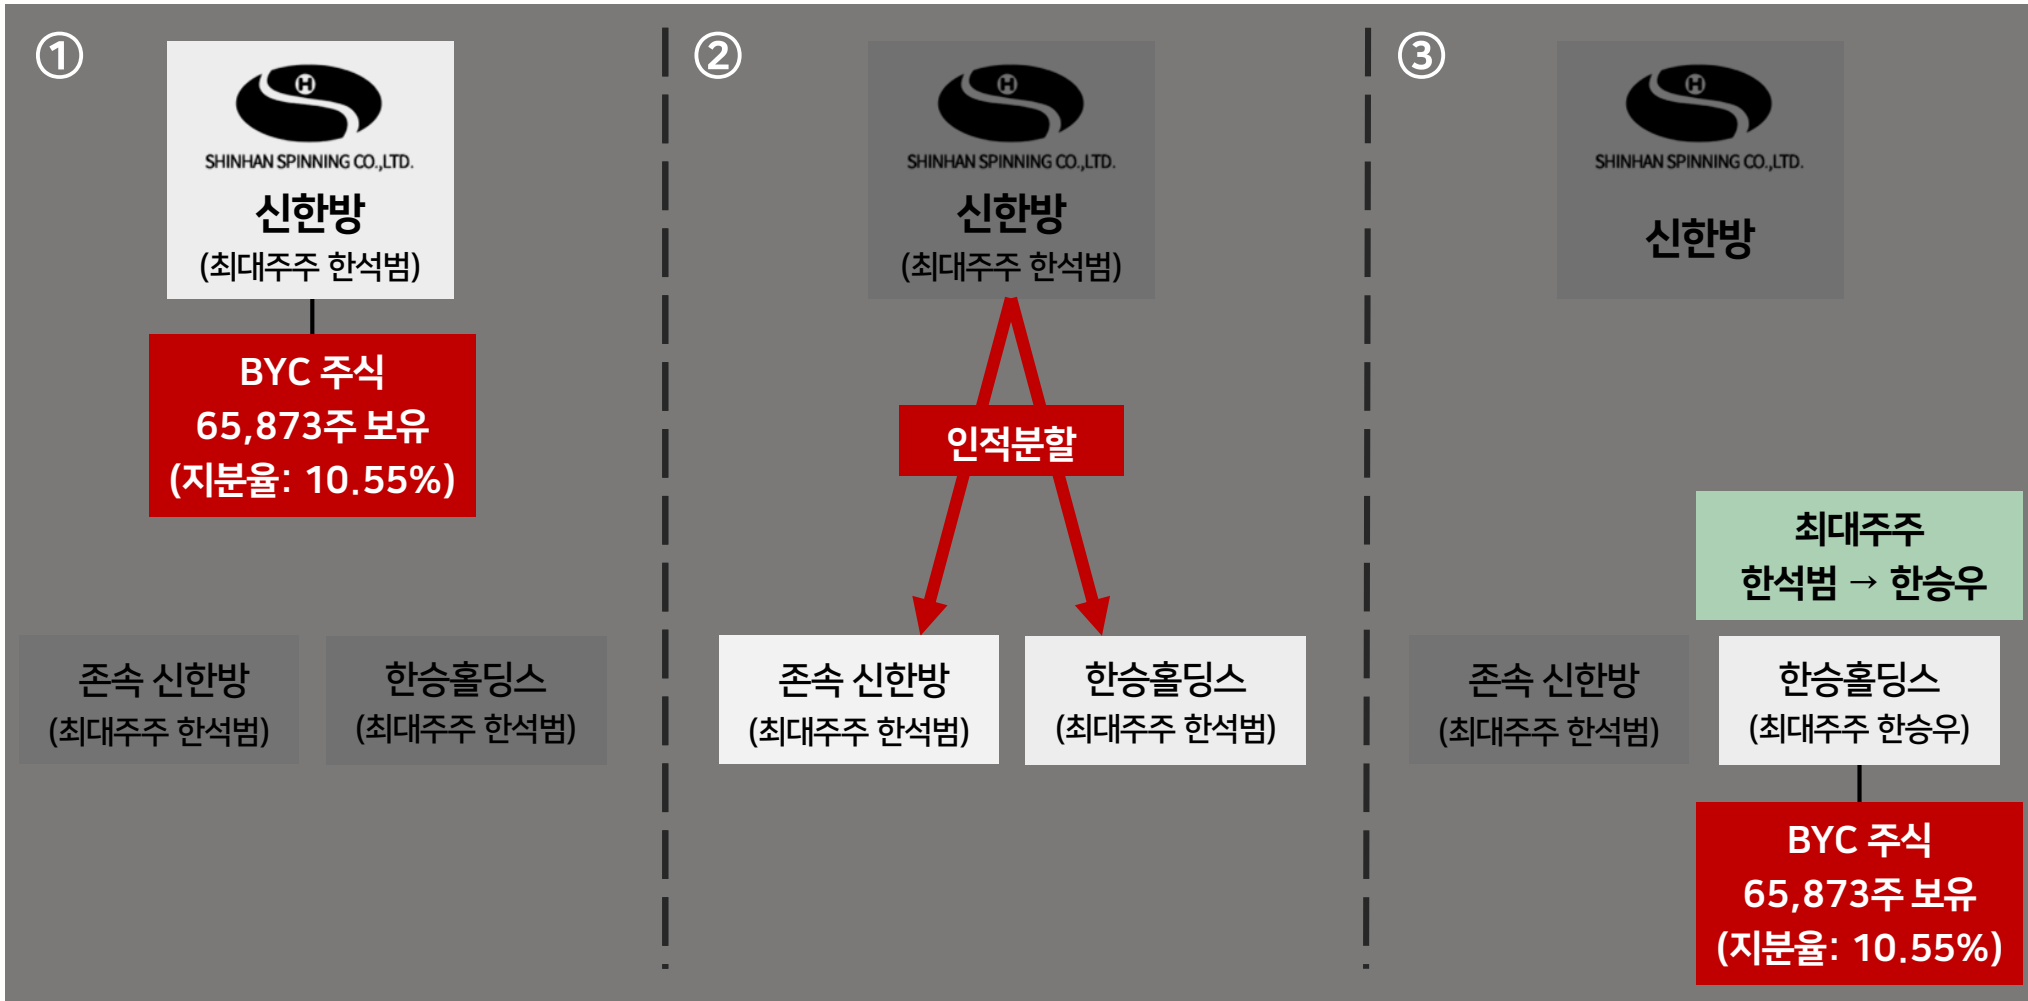 ①
SHINHAN SPINNING CO.,LTD.
신한방
(최대주주 한석범)
BYC 주식
65,873주 보유
(지분율: 10.55%)
존속 신한방
(최대주주 한석범)
한승홀딩스
(최대주주 한석범)
②
SHINHAN SPINNING CO.,LTD.
신한방
(최대주주 한석범)
인적분할
존속 신한방
(최대주주 한석범)
한승홀딩스
(최대주주 한석범)
③
SHINHAN SPINNING CO.,LTD.
신한방
최대주주
한석범 → 한승우
존속 신한방
(최대주주 한석범)
한승홀딩스
(최대주주 한승우)
BYC 주식
65,873주 보유
(지분율: 10.55%)